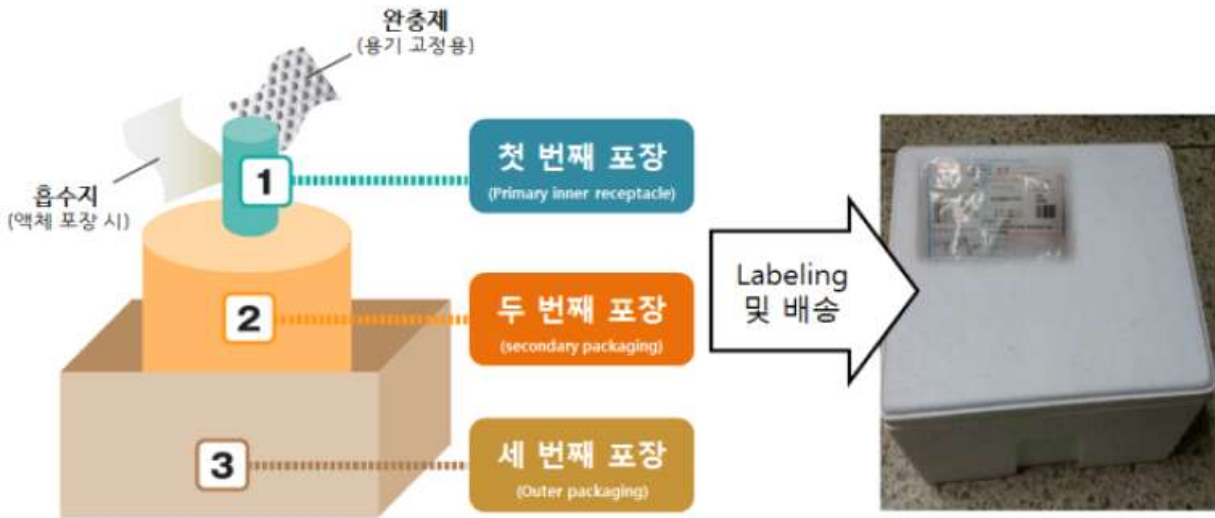 완충제
(용기 고정용)
흡수지
(액체 포장 시)
1
첫 번째 포장
(Primary inner receptacle)
2
두 번째 포장
(secondary packaging)
3
세 번째 포장
(Outer packaging)
Labeling
및 배송